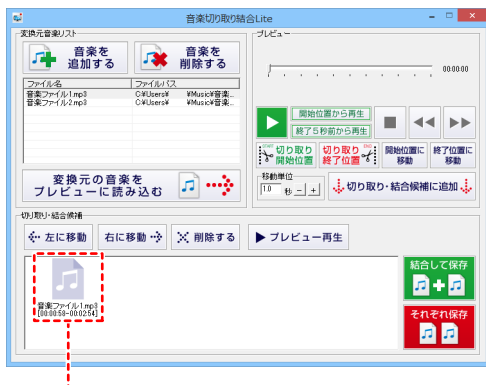 音楽切り取り結合Lite
変換元音楽リスト
音楽を
追加する
音楽を
削除する
ファイル名 ファイルパス
音楽ファイル1.mp3 C:¥Users¥ ¥Music¥音楽...
音楽ファイル2.mp3 C:¥Users¥ ¥Music¥音楽...
変換元の音楽を
プレビューに読み込む
プレビュー
00:00:00
開始位置から再生
終了5秒前から再生
START
切り取り
開始位置
END
切り取り
終了位置
開始位置に
移動
終了位置に
移動
移動単位
1.0 秒 - +
切り取り・結合候補に追加
切り取り・結合候補
左に移動 右に移動 削除する プレビュー再生
音楽ファイル1.mp3
[00:00:58-00:02:54]
結合して保存
それぞれ保存